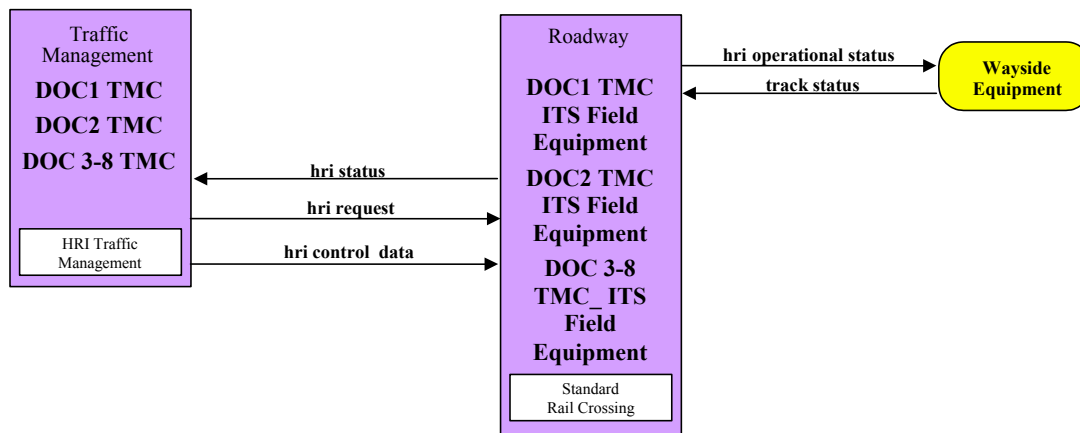 Traffic
Management
DOC1 TMC
DOC2 TMC
DOC 3-8 TMC
HRI Traffic
Management
hri status
hri request
hri control  data
Roadway
DOC1 TMC
ITS Field
Equipment
DOC2 TMC
ITS Field
Equipment
DOC 3-8
TMC_ ITS
Field
Equipment
Standard
Rail Crossing
hri operational status
track status
Wayside
Equipment